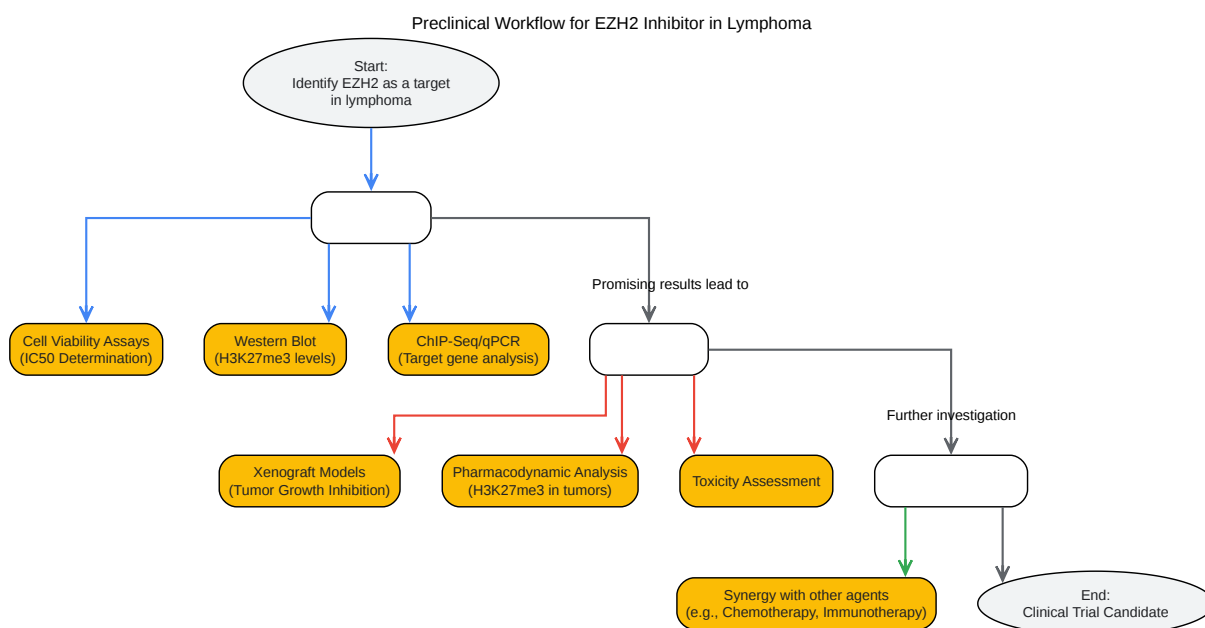 Preclinical Workflow for EZH2 Inhibitor in Lymphoma
Start:
Identify EZH2 as a target
in lymphoma
Promising results lead to
Cell Viability Assays
(IC50 Determination)
Western Blot
(H3K27me3 levels)
ChIP-Seq/qPCR
(Target gene analysis)
Further investigation
Xenograft Models
(Tumor Growth Inhibition)
Pharmacodynamic Analysis
(H3K27me3 in tumors)
Toxicity Assessment
Synergy with other agents
(e.g., Chemotherapy, Immunotherapy)
End:
Clinical Trial Candidate